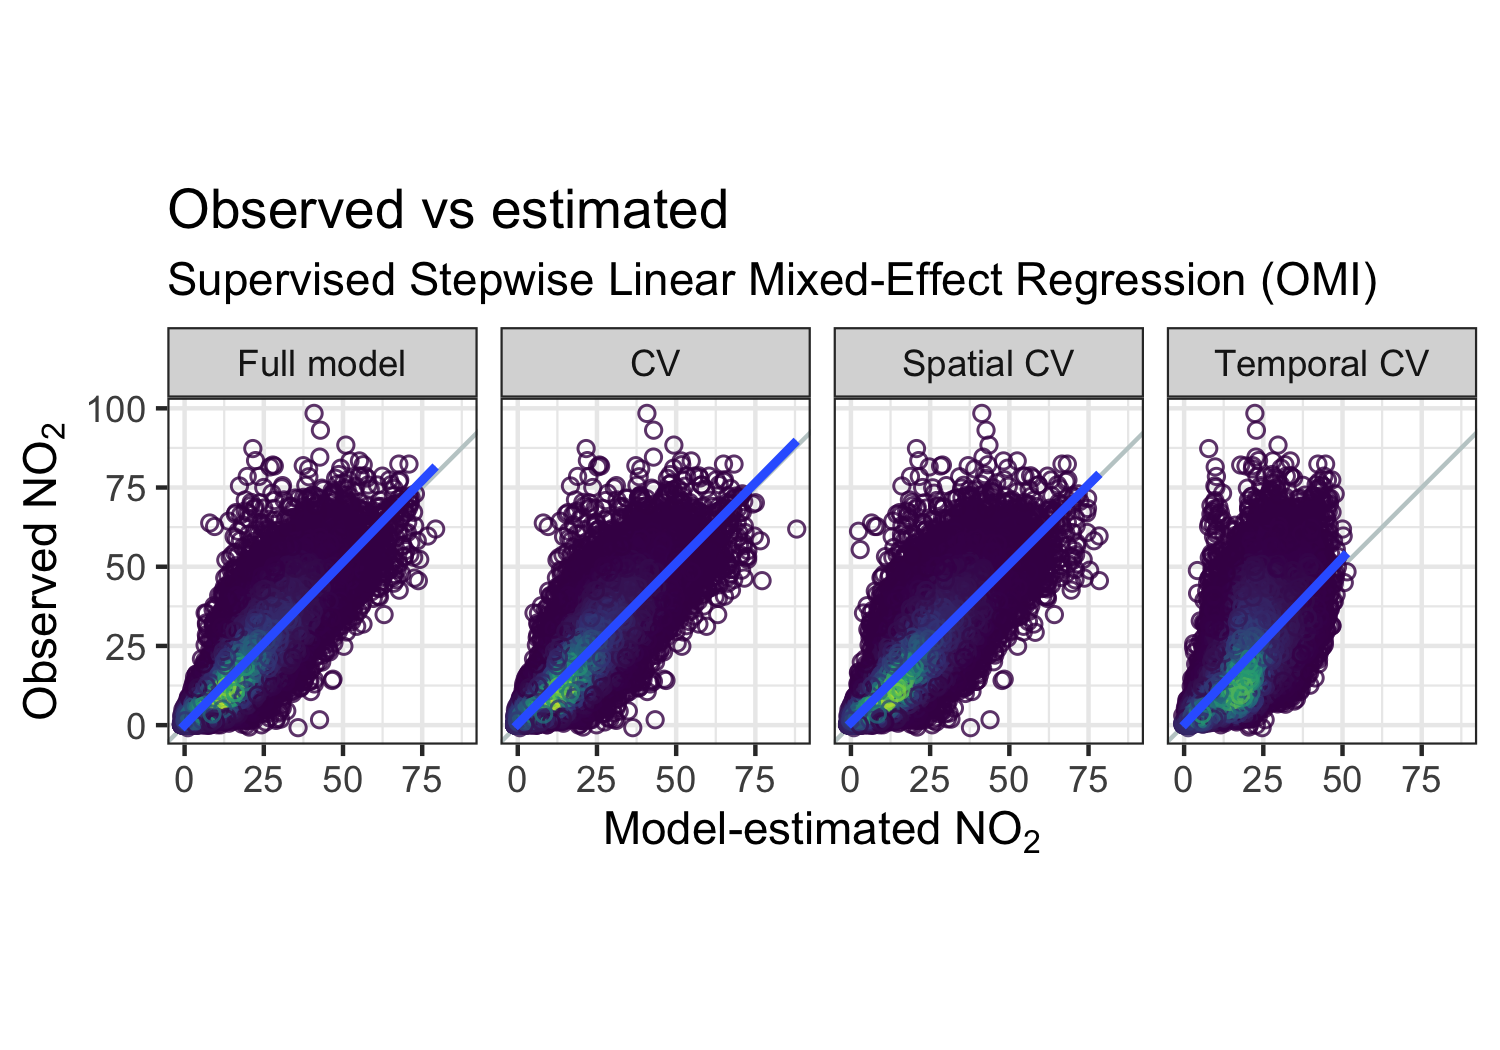 Observed vs estimated
Supervised Stepwise Linear Mixed-Effect Regression (OMI)
Full model CV Spatial CV Temporal CV
Observed NO₂
100
75
50
25
0
0 25 50 75 0 25 50 75 0 25 50 75 0 25 50 75
Model-estimated NO₂